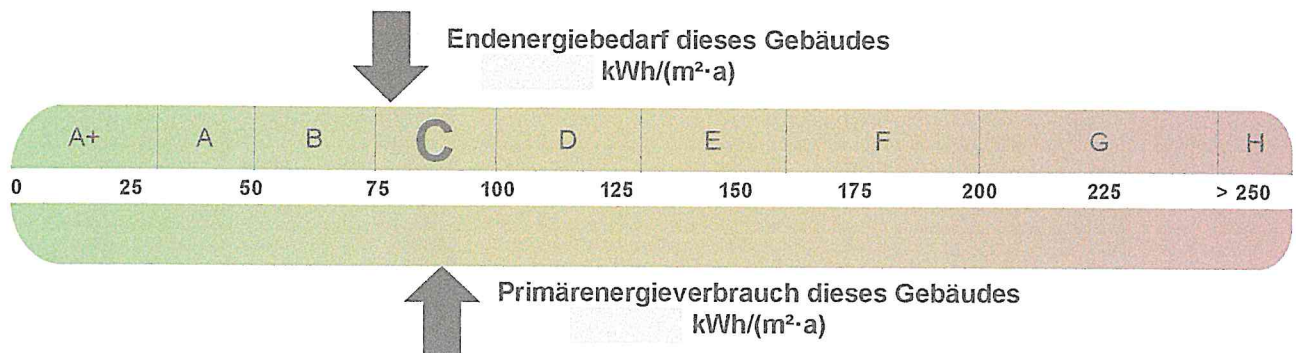 Endenergiebedarf dieses Gebäudes
kWh/(m²·a)
A+ A B C D E F G H
0 25 50 75 100 125 150 175 200 225 > 250
Primärenergieverbrauch dieses Gebäudes
kWh/(m²·a)